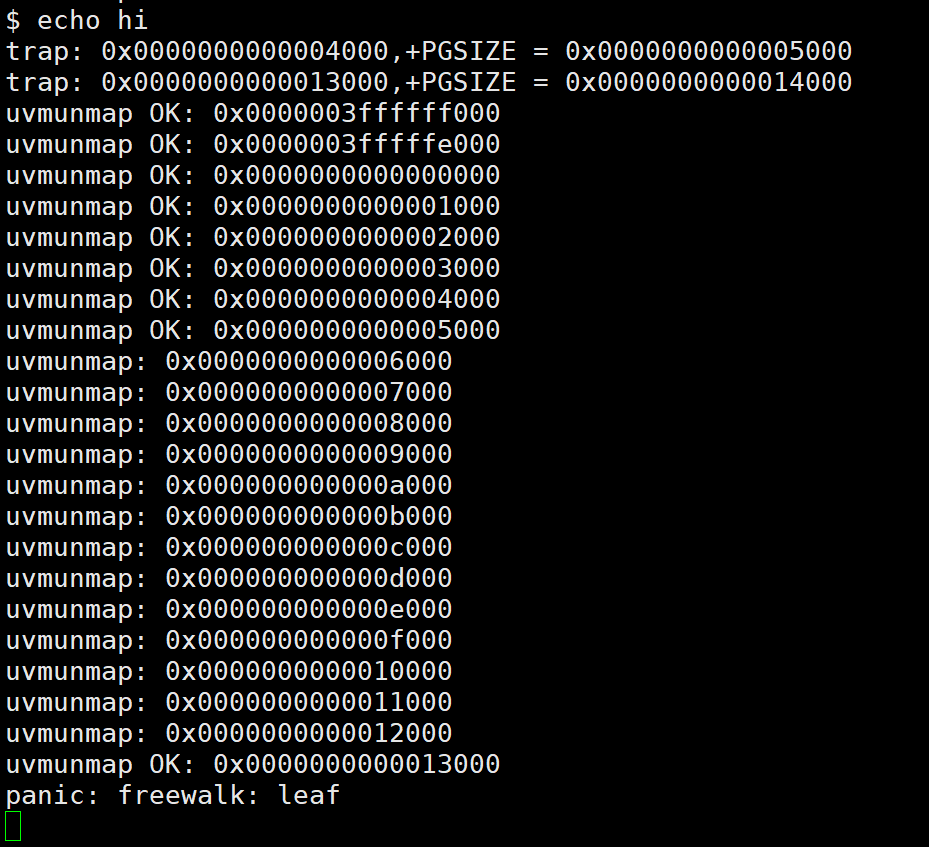 $ echo hi
trap: 0x0000000000004000,+PGSIZE = 0x0000000000005000
trap: 0x0000000000013000,+PGSIZE = 0x0000000000014000
uvmunmap OK: 0x0000003ffffff000
uvmunmap OK: 0x0000003fffffe000
uvmunmap OK: 0x0000000000000000
uvmunmap OK: 0x0000000000001000
uvmunmap OK: 0x0000000000002000
uvmunmap OK: 0x0000000000003000
uvmunmap OK: 0x0000000000004000
uvmunmap OK: 0x0000000000005000
uvmunmap: 0x0000000000006000
uvmunmap: 0x0000000000007000
uvmunmap: 0x0000000000008000
uvmunmap: 0x0000000000009000
uvmunmap: 0x000000000000a000
uvmunmap: 0x000000000000b000
uvmunmap: 0x000000000000c000
uvmunmap: 0x000000000000d000
uvmunmap: 0x000000000000e000
uvmunmap: 0x000000000000f000
uvmunmap: 0x0000000000010000
uvmunmap: 0x0000000000011000
uvmunmap: 0x0000000000012000
uvmunmap OK: 0x0000000000013000
panic: freewalk: leaf